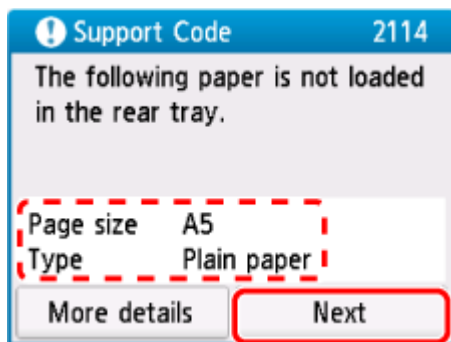 Support Code 2114
The following paper is not loaded
in the rear tray.
Page size A5
Type Plain paper
More details Next